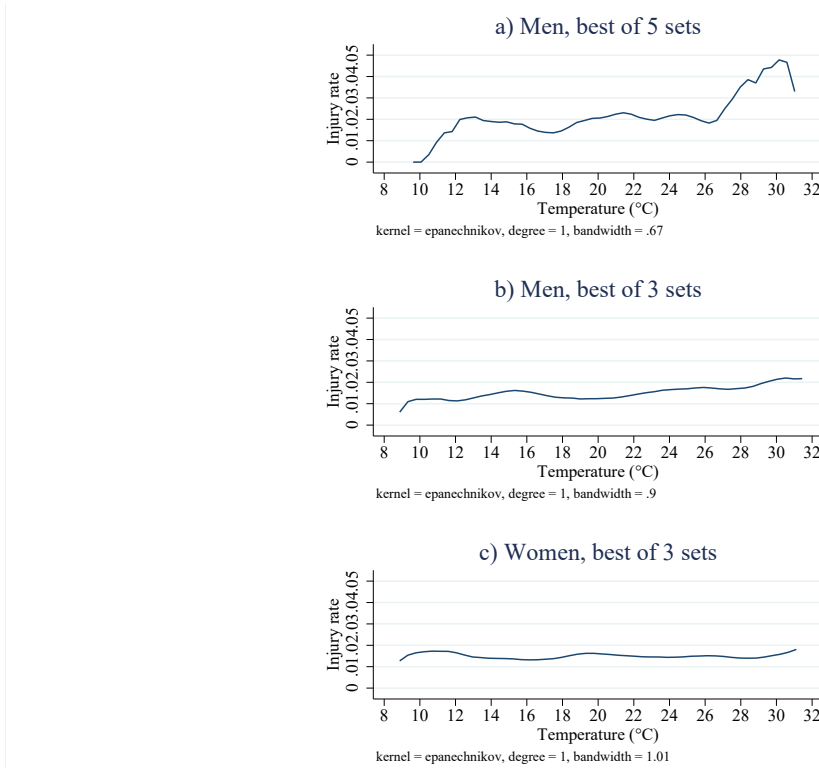 a) Men, best of 5 sets
Injury rate
0 .01.02.03.04.05
8 10 12 14 16 18 20 22 24 26 28 30 32
Temperature (°C)
kernel = epanechnikov, degree = 1, bandwidth = .67
b) Men, best of 3 sets
Injury rate
0 .01.02.03.04.05
8 10 12 14 16 18 20 22 24 26 28 30 32
Temperature (°C)
kernel = epanechnikov, degree = 1, bandwidth = .9
c) Women, best of 3 sets
Injury rate
0 .01.02.03.04.05
8 10 12 14 16 18 20 22 24 26 28 30 32
Temperature (°C)
kernel = epanechnikov, degree = 1, bandwidth = 1.01